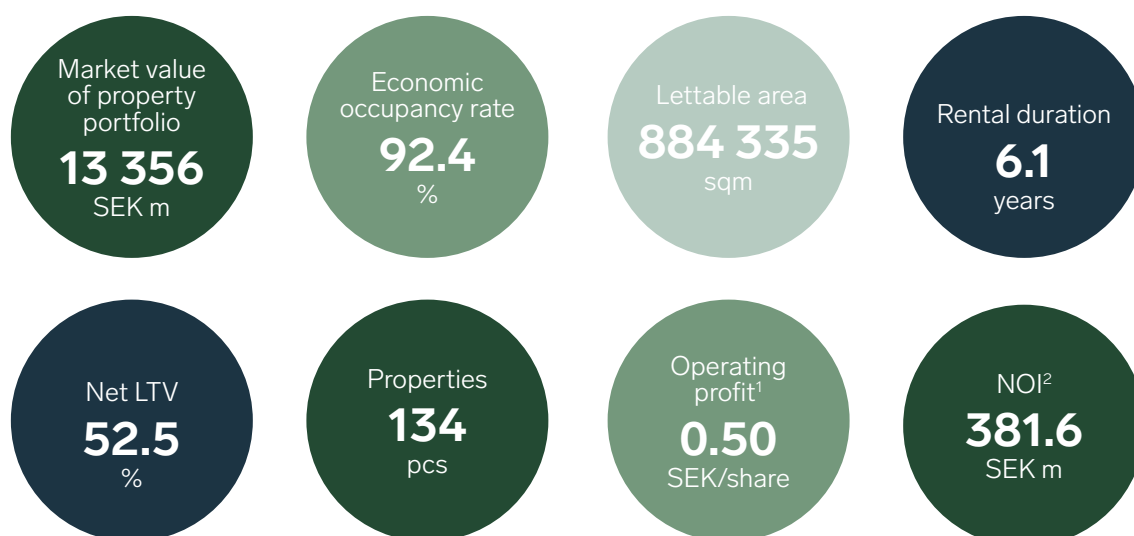 Market value
of property
portfolio
13 356
SEK m
Economic
occupancy rate
92.4
%
Lettable area
884 335
sqm
Rental duration
6.1
years
Net LTV
52.5
%
Properties
134
pcs
Operating
profit¹
0.50
SEK/share
NOI²
381.6
SEK m